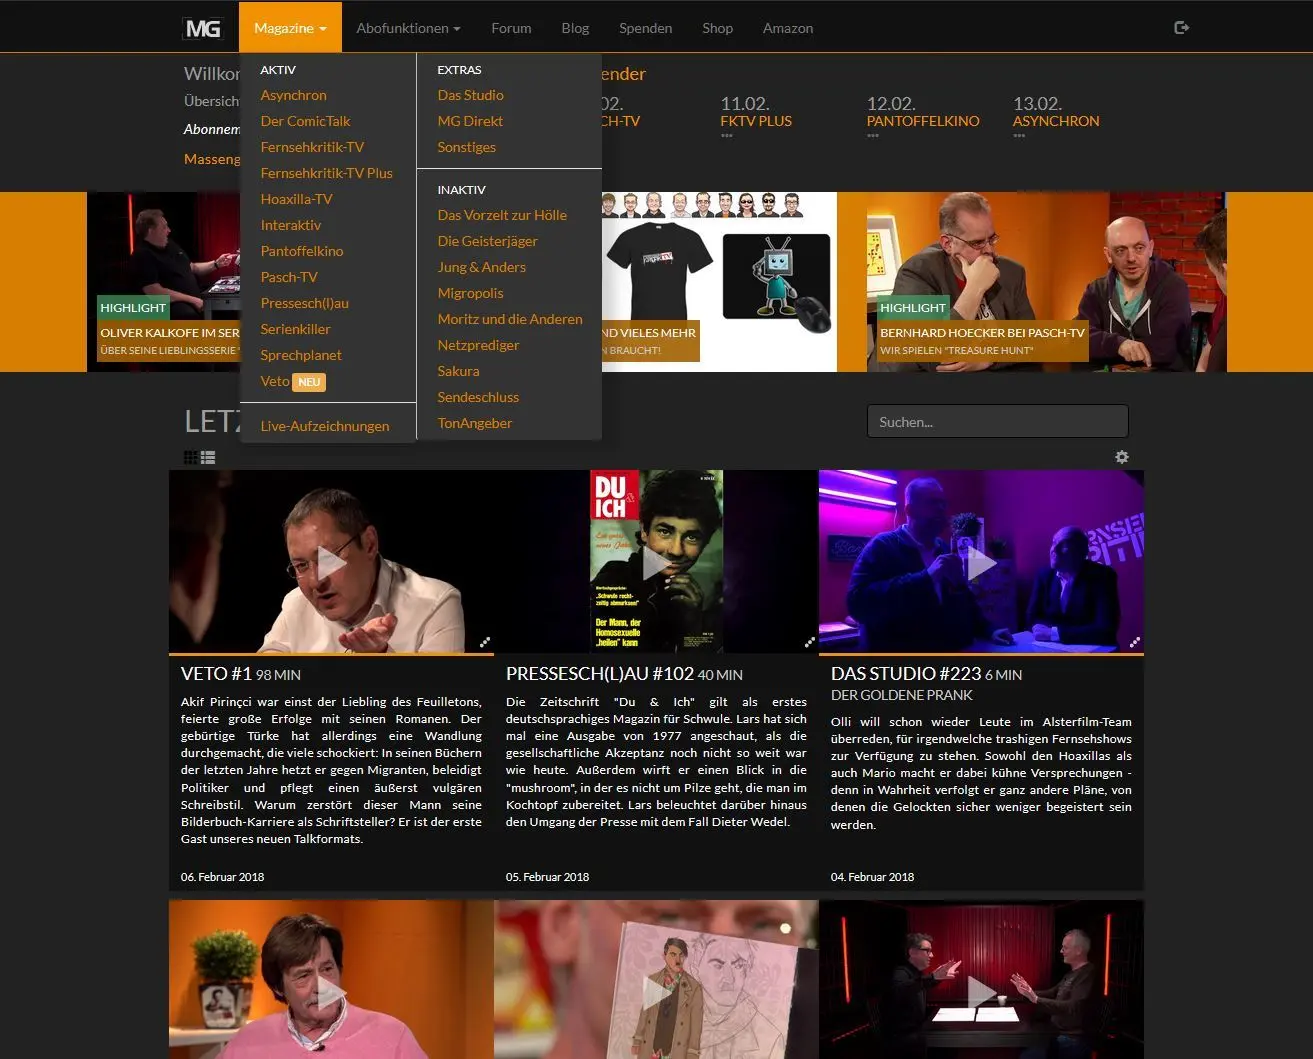 MG
Magazine
Abofunktionen
Forum
Blog
Spenden
Shop
Amazon
AKTIV
Asynchron
Der ComicTalk
Fernsehkritik-TV
Fernsehkritik-TV Plus
Hoaxilla-TV
Interaktiv
Pantoffelkino
Pasch-TV
Pressesch(l)au
Serienkiller
Sprechplanet
Veto NEU
Live-Aufzeichnungen
EXTRAS
Das Studio
MG Direkt
Sonstiges
INAKTIV
Das Vorzelt zur Hölle
Die Geisterjäger
Jung & Anders
Migropolis
Moritz und die Anderen
Netzprediger
Sakura
Sendeschluss
TonAngeber
Willkor
Übersich
Abonnem
Masseng
ender
02.
CH-TV
11.02.
FKTV PLUS
12.02.
PANTOFFELKINO
13.02.
ASYNCHRON
HIGHLIGHT
OLIVER KALKOFE IM SER
ÜBER SEINE LIEBLINGSSERIE
ND VIELES MEHR
N BRAUCHT!
HIGHLIGHT
BERNHARD HOECKER BEI PASCH-TV
WIR SPIELEN "TREASURE HUNT"
LETZ
Suchen...
DU
ICH
"Schwule recht-
zeitig abmurksen!"
Der Mann, der
Homosexuelle
"heilen" kann
VETO #1 98 MIN
Akif Pirinçci war einst der Liebling des Feuilletons,
feierte große Erfolge mit seinen Romanen. Der
gebürtige Türke hat allerdings eine Wandlung
durchgemacht, die viele schockiert: In seinen Büchern
der letzten Jahre hetzt er gegen Migranten, beleidigt
Politiker und pflegt einen äußerst vulgären
Schreibstil. Warum zerstört dieser Mann seine
Bilderbuch-Karriere als Schriftsteller? Er ist der erste
Gast unseres neuen Talkformats.
06. Februar 2018
PRESSESCH(L)AU #102 40 MIN
Die Zeitschrift "Du & Ich" gilt als erstes
deutschsprachiges Magazin für Schwule. Lars hat sich
mal eine Ausgabe von 1977 angeschaut, als die
gesellschaftliche Akzeptanz noch nicht so weit war
wie heute. Außerdem wirft er einen Blick in die
"mushroom", in der es nicht um Pilze geht, die man im
Kochtopf zubereitet. Lars beleuchtet darüber hinaus
den Umgang der Presse mit dem Fall Dieter Wedel.
05. Februar 2018
DAS STUDIO #223 6 MIN
DER GOLDENE PRANK
Olli will schon wieder Leute im Alsterfilm-Team
überreden, für irgendwelche trashigen Fernsehshows
zur Verfügung zu stehen. Sowohl den Hoaxillas als
auch Mario macht er dabei kühne Versprechungen -
denn in Wahrheit verfolgt er ganz andere Pläne, von
denen die Gelockten sicher weniger begeistert sein
werden.
04. Februar 2018